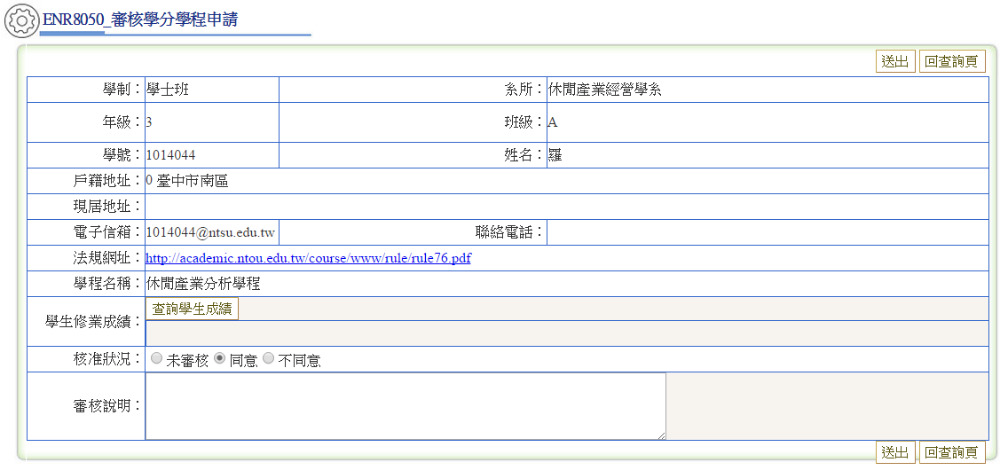 ENR8050_審核學分學程申請
送出 回查詢頁
學制：學士班 系所：休閒產業經營學系
年級：3 班級：A
學號：1014044 姓名：羅
戶籍地址：0 臺中市南區
現居地址：
電子信箱：1014044@ntsu.edu.tw 聯絡電話：
法規網址：http://academic.ntou.edu.tw/course/www/rule/rule76.pdf
學程名稱：休閒產業分析學程
學生修業成績：查詢學生成績
核准狀況：未審核 同意 不同意
審核說明：
送出 回查詢頁